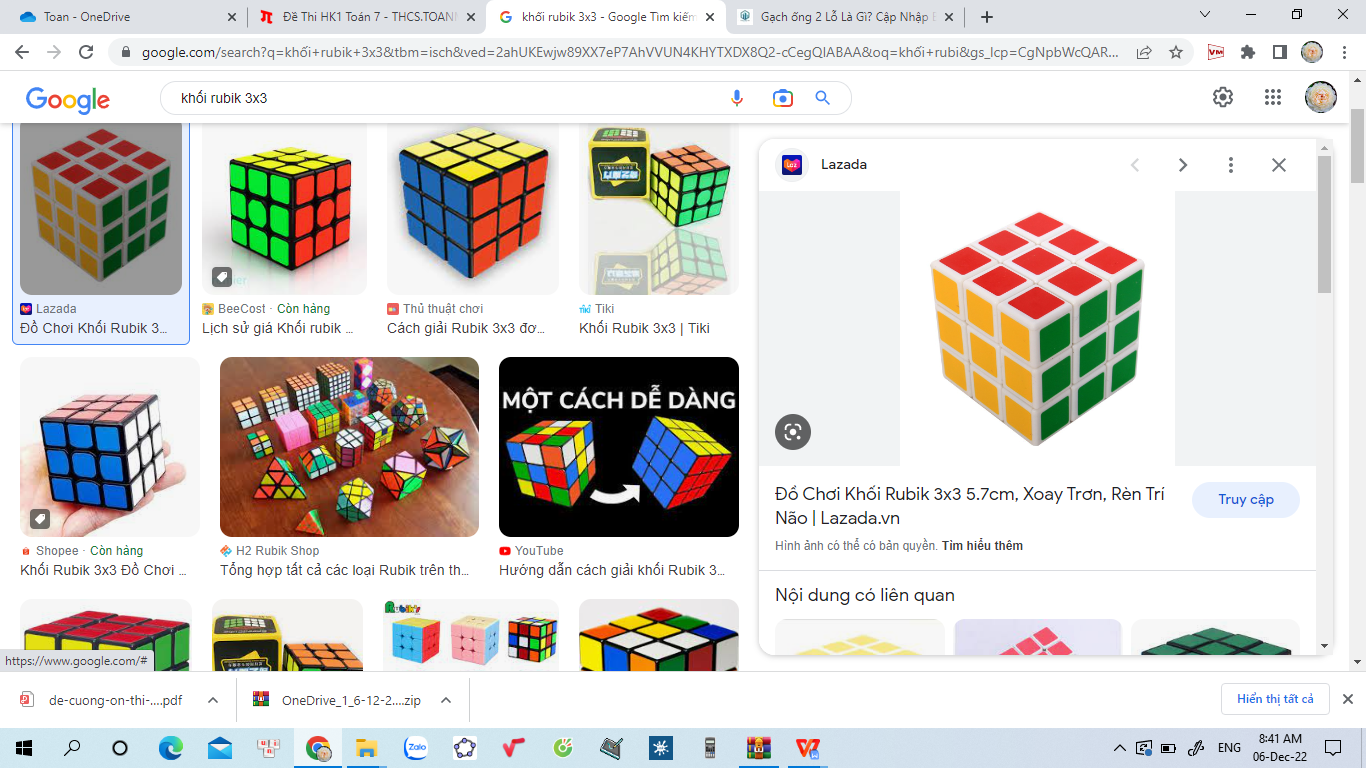 Toan - OneDrive
Đề Thi HK1 Toán 7 - THCS.TOANM
khối rubik 3x3 - Google Tìm kiếm
Gạch ống 2 Lỗ Là Gì? Cập Nhập B
google.com/search?q=khối+rubik+3x3&tbm=isch&ved=2ahUKEwjw89XX7eP7AhVVUN4KHYTXDX8Q2-cCegQIABAA&oq=khối+rubi&gs_lcp=CgNpbWcQAR...
Google
khối rubik 3x3
Lazada
Đồ Chơi Khối Rubik 3...
BeeCost · Còn hàng
Lịch sử giá Khối rubik ...
Thủ thuật chơi
Cách giải Rubik 3x3 đơ...
Tiki
Khối Rubik 3x3 | Tiki
MỘT CÁCH DỄ DÀNG
Shopee · Còn hàng
Khối Rubik 3x3 Đồ Chơi ...
H2 Rubik Shop
Tổng hợp tất cả các loại Rubik trên th...
YouTube
Hướng dẫn cách giải khối Rubik 3...
Lazada
Đồ Chơi Khối Rubik 3x3 5.7cm, Xoay Trơn, Rèn Trí
Não | Lazada.vn
Truy cập
Hình ảnh có thể có bản quyền. Tìm hiểu thêm
Nội dung có liên quan
https://www.google.com/#
de-cuong-on-thi-....pdf
OneDrive_1_6-12-2....zip
Hiển thị tất cả
Zalo
ENG
8:41 AM
06-Dec-22